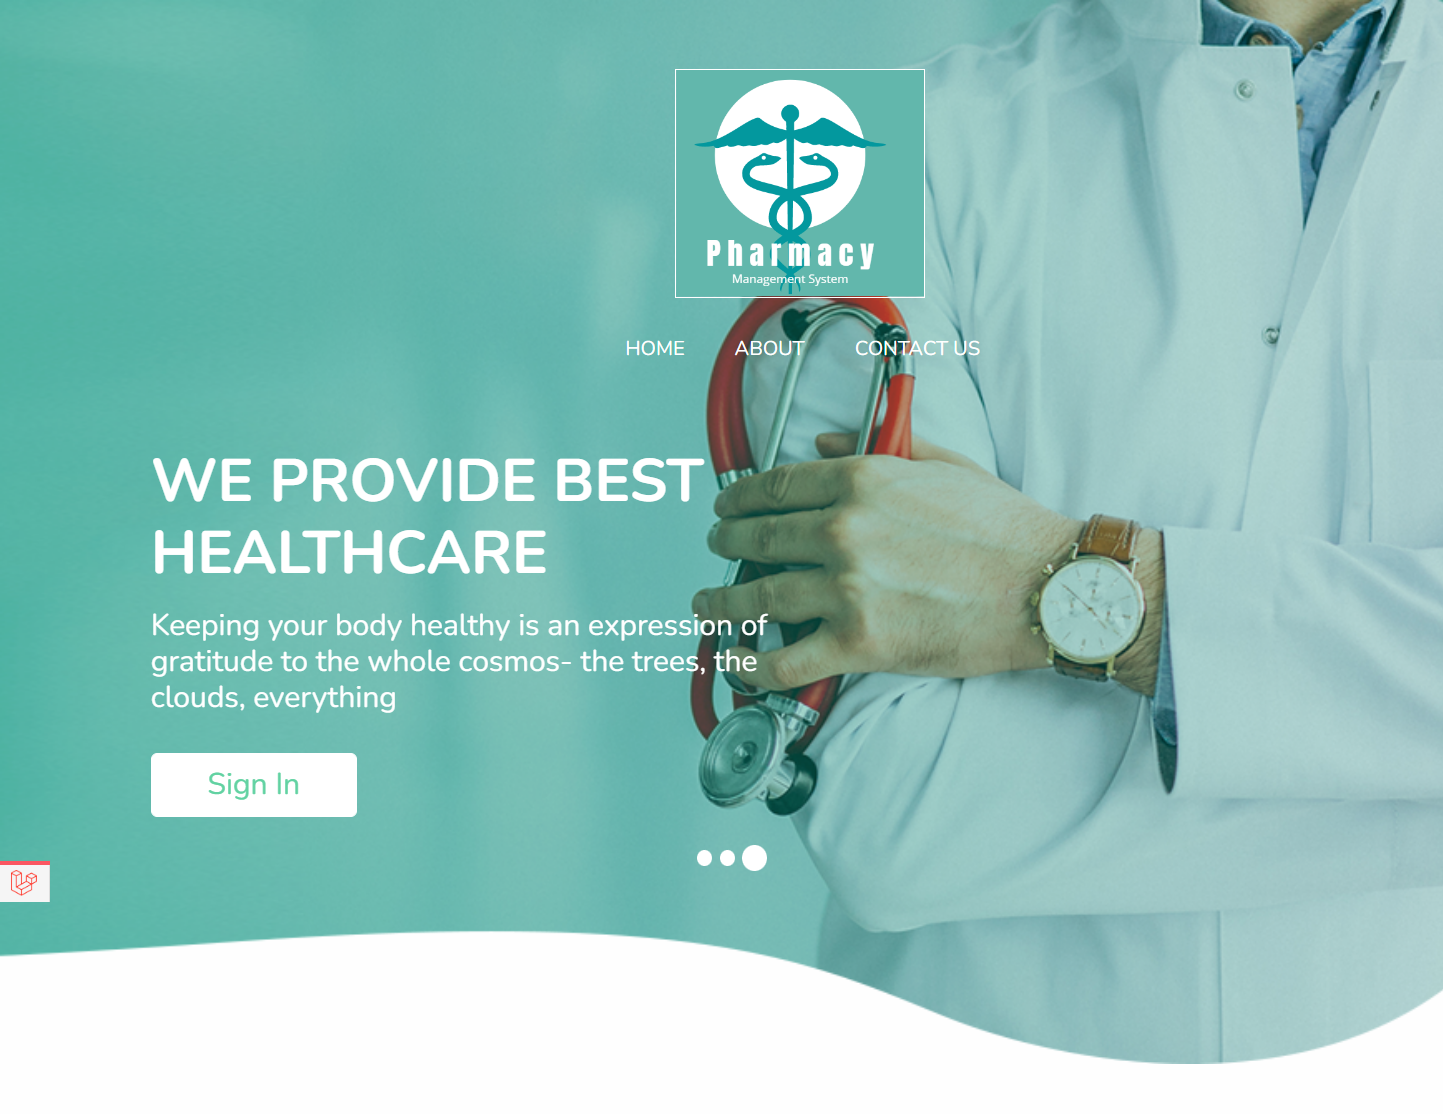 Pharmacy
Management System
HOME ABOUT CONTACT US
WE PROVIDE BEST
HEALTHCARE
Keeping your body healthy is an expression of
gratitude to the whole cosmos- the trees, the
clouds, everything
Sign In